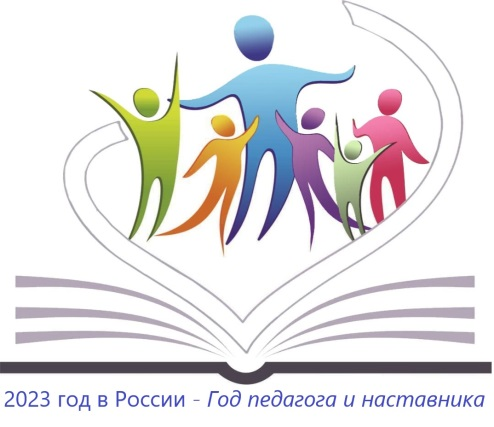 2023 год в России - Год педагога и наставника